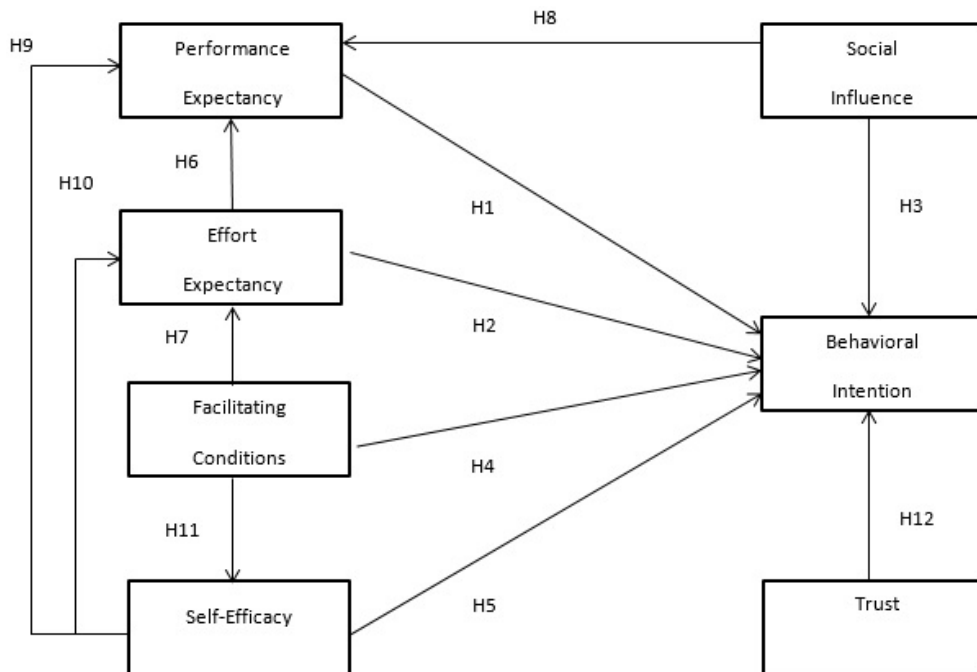 H9
Performance
Expectancy
H8
Social
Influence
H6
H10
H1
H3
Effort
Expectancy
H7
H2
Behavioral
Intention
Facilitating
Conditions
H4
H11
H12
Self-Efficacy
H5
Trust